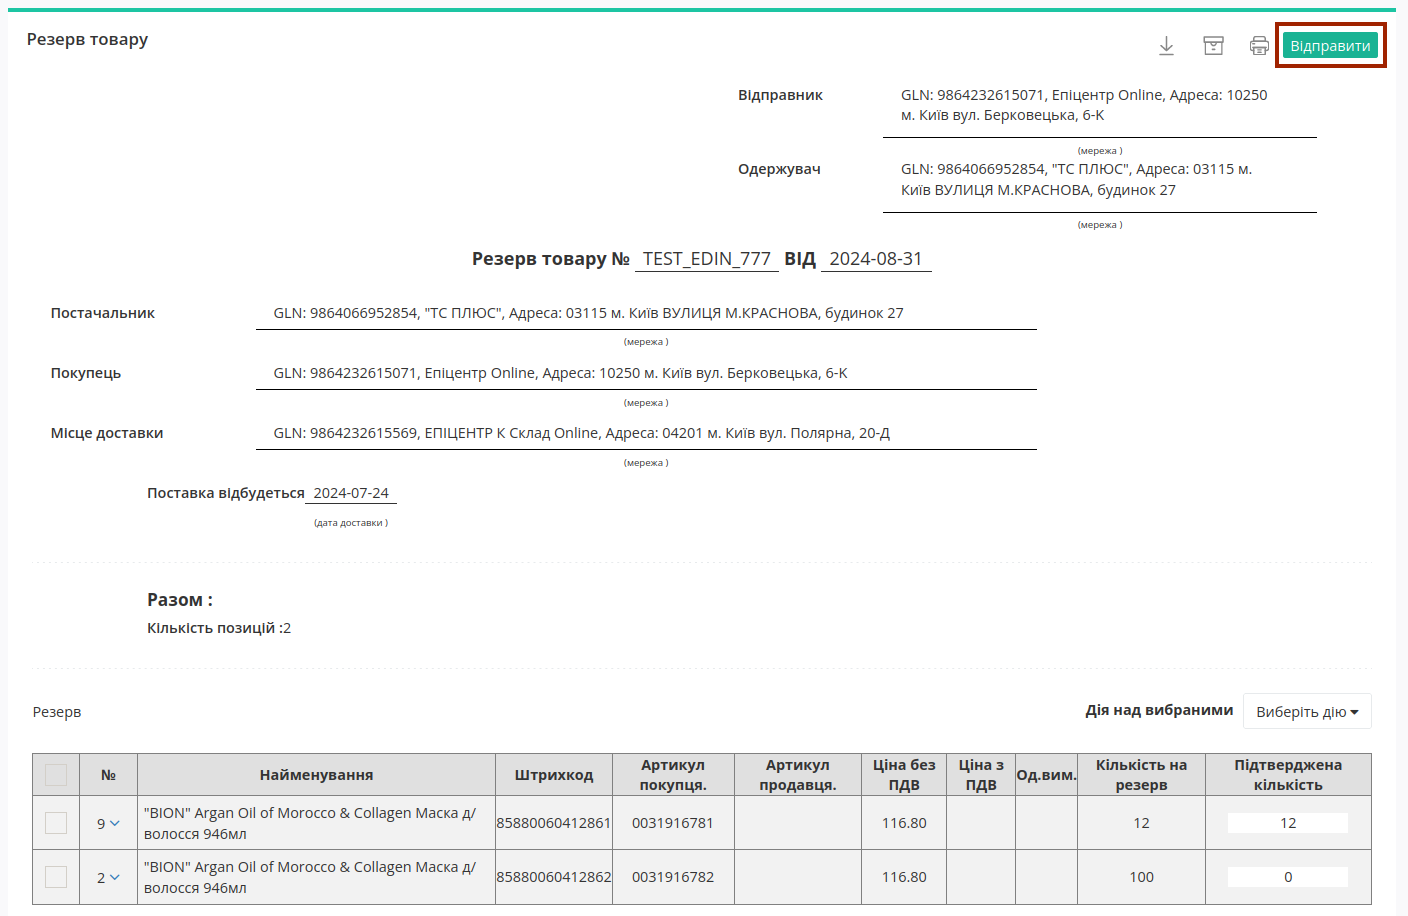 Резерв товару
Відправити
Відправник
GLN: 9864232615071, Епіцентр Online, Адреса: 10250
м. Київ вул. Берковецька, 6-К
(мережа )
Одержувач
GLN: 9864066952854, "ТС ПЛЮС", Адреса: 03115 м.
Київ ВУЛИЦЯ М.КРАСНОВА, будинок 27
(мережа )
Резерв товару № TEST_EDIN_777 ВІД 2024-08-31
Постачальник GLN: 9864066952854, "ТС ПЛЮС", Адреса: 03115 м. Київ ВУЛИЦЯ М.КРАСНОВА, будинок 27
(мережа )
Покупець GLN: 9864232615071, Епіцентр Online, Адреса: 10250 м. Київ вул. Берковецька, 6-К
(мережа )
Місце доставки GLN: 9864232615569, ЕПІЦЕНТР К Склад Online, Адреса: 04201 м. Київ вул. Полярна, 20-Д
(мережа )
Поставка відбудеться 2024-07-24
(дата доставки )
Разом :
Кількість позицій :2
Резерв
Дія над вибраними Виберіть дію
№
Найменування
Штрихкод
Артикул
покупця.
Артикул
продавця.
Ціна без
ПДВ
Ціна з
ПДВ
Од.вим.
Кількість на
резерв
Підтверджена
кількість
9
"BION" Argan Oil of Morocco & Collagen Маска д/
волосся 946мл
85880060412861
0031916781
116.80
12
12
2
"BION" Argan Oil of Morocco & Collagen Маска д/
волосся 946мл
85880060412862
0031916782
116.80
100
0